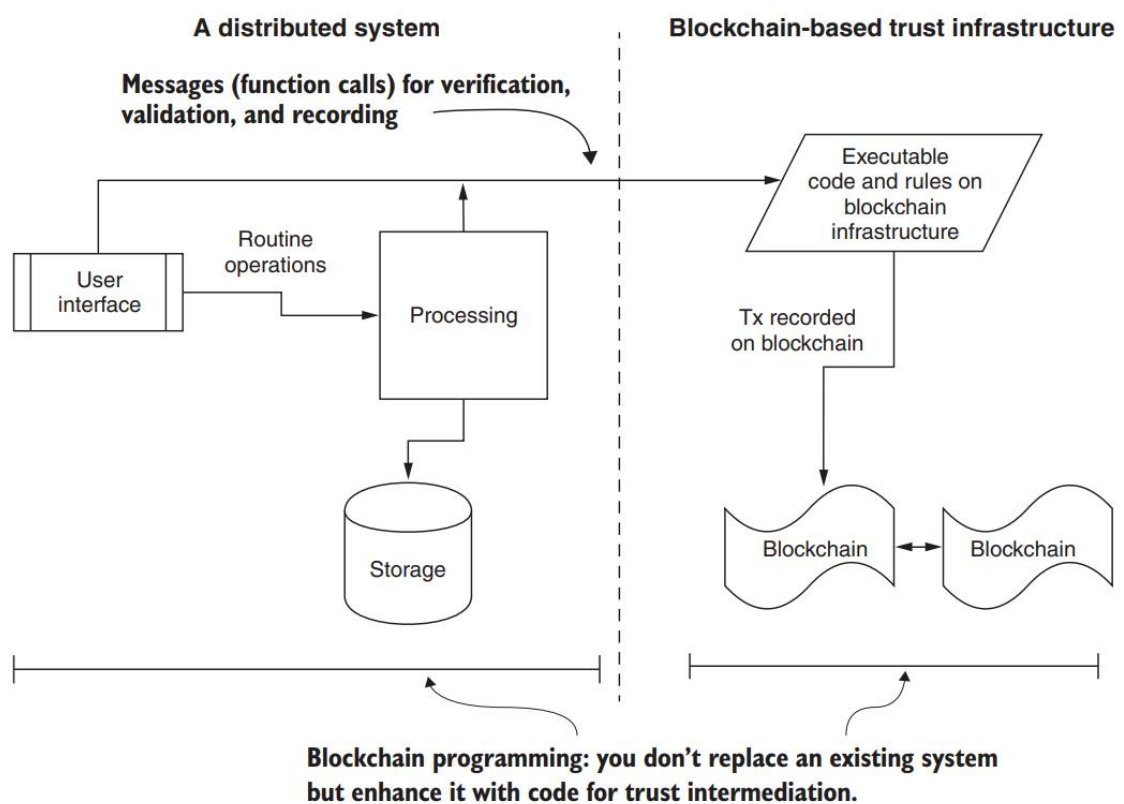 A distributed system
Blockchain-based trust infrastructure
Messages (function calls) for verification,
validation, and recording
Executable
code and rules on
blockchain
infrastructure
Routine
operations
User
interface
Processing
Tx recorded
on blockchain
Storage
Blockchain
Blockchain
Blockchain programming: you don’t replace an existing system
but enhance it with code for trust intermediation.